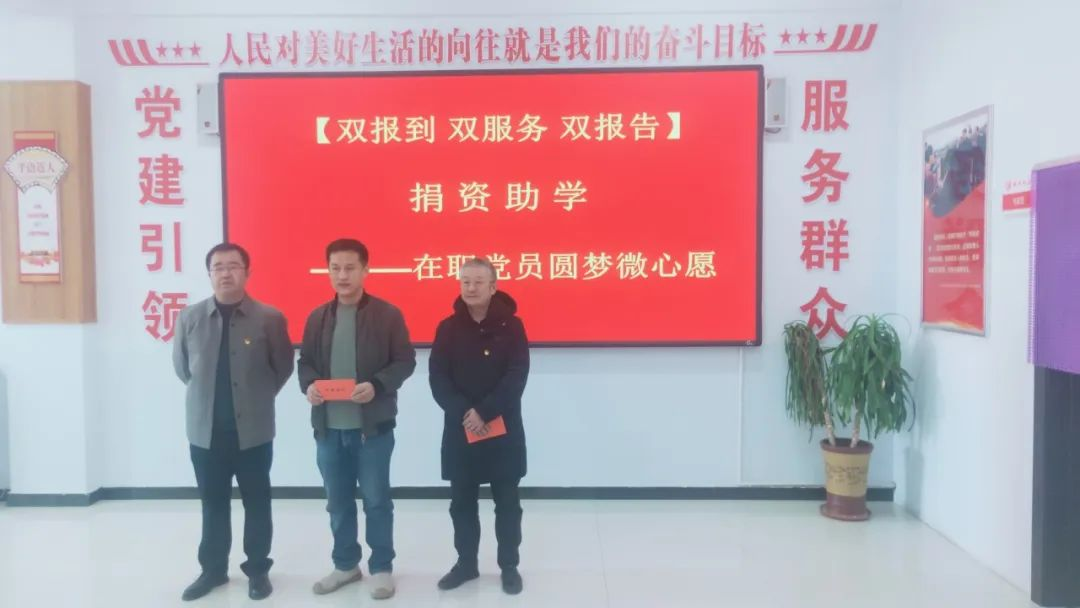 人民对美好生活的向往就是我们的奋斗目标
党建引领
【双报到 双服务 双报告】
捐资助学
———在职党员圆梦微心愿
服务群众